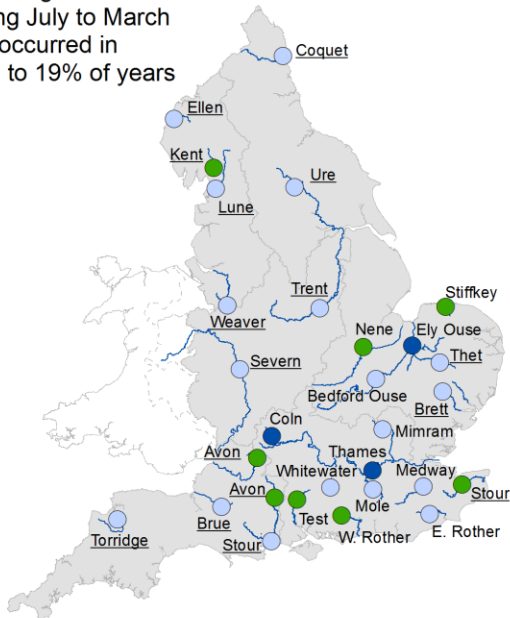 ng July to March
occurred in
to 19% of years
Coquet
Ellen
Kent
Lune
Ure
Trent
Weaver
Stiffkey
Nene
Ely Ouse
Severn
Thet
Bedford Ouse
Brett
Coln
Mimram
Avon
Thames
Whitewater
Medway
Avon
Stour
Test
Mole
Brue
W. Rother
E. Rother
Torridge
Stour